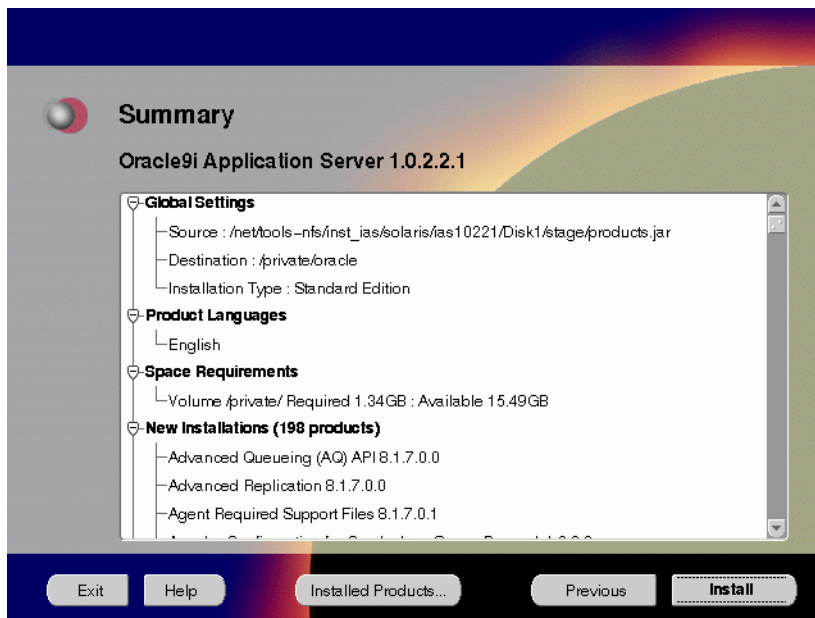 Summary
Oracle9i Application Server 1.0.2.2.1
Global Settings
Source : /net/tools-nfs/inst_ias/solaris/ias10221/Disk1/stage/products.jar
Destination : /private/oracle
Installation Type : Standard Edition
Product Languages
English
Space Requirements
Volume /private/ Required 1.34GB : Available 15.49GB
New Installations (198 products)
Advanced Queueing (AQ) API 8.1.7.0.0
Advanced Replication 8.1.7.0.0
Agent Required Support Files 8.1.7.0.1
Exit
Help
Installed Products...
Previous
Install